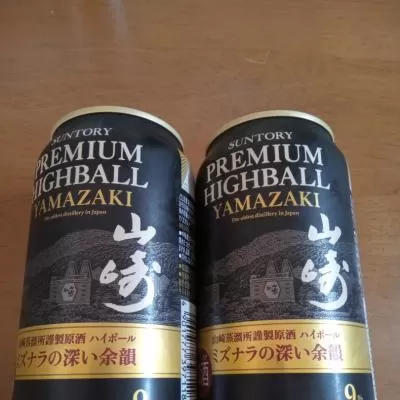 SUNTORY
PREMIUM
HIGHBALL
YAMAZAKI
The oldest distillery in Japan
山崎
山崎蒸溜所謹製原酒 ハイボール
ミズナラの深い余韻
9
SUNTORY
PREMIUM
HIGHBALL
YAMAZAKI
The oldest distillery in Japan
山崎
山崎蒸溜所謹製原酒 ハイボール
ミズナラの深い余韻
9%